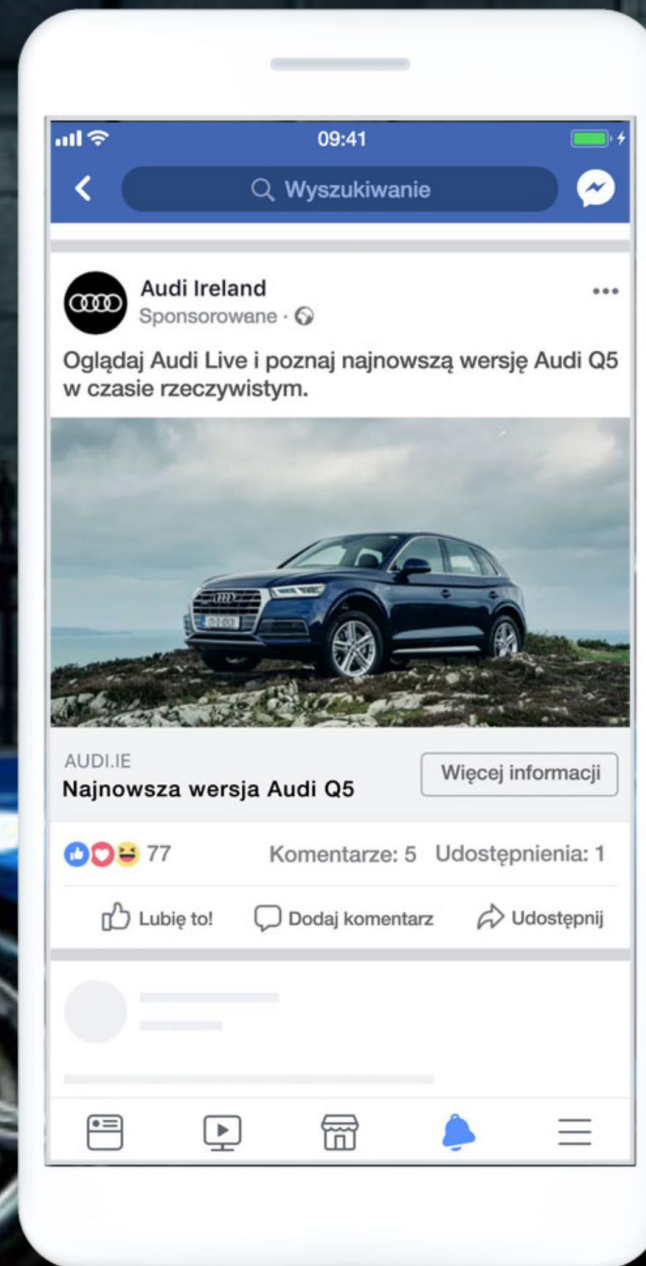 09:41
Wyszukiwanie
Audi Ireland
Sponsorowane ·
Oglądaj Audi Live i poznaj najnowszą wersję Audi Q5
w czasie rzeczywistym.
AUDI.IE
Najnowsza wersja Audi Q5
Więcej informacji
77 Komentarze: 5 Udostępnienia: 1
Lubię to! Dodaj komentarz Udostępnij